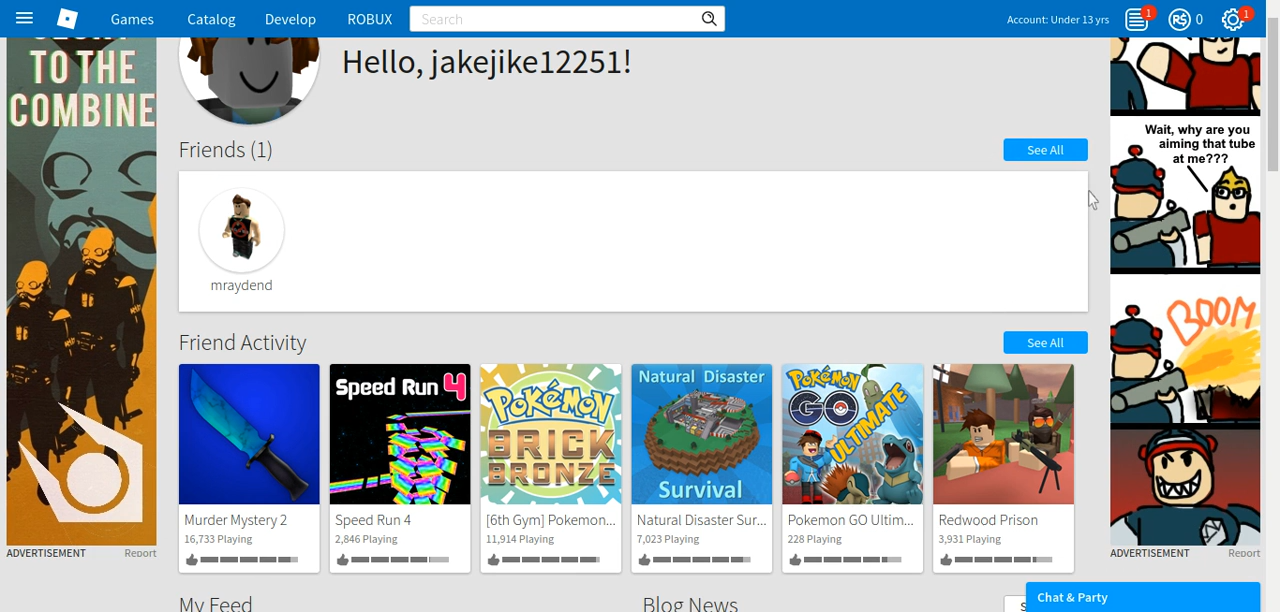 Games Catalog Develop ROBUX Search Account: Under 13 yrs 1 R$ 0 1
TO THE
COMBINE
Hello, jakejike12251!
Wait, why are you
aiming that tube
at me???
Friends (1) See All
mraydend
BOOM
Friend Activity See All
Speed Run 4
POKéMON
BRICK
BRONZE
Natural Disaster
Survival
POKéMON
GO
ULTIMATE
Murder Mystery 2 Speed Run 4 [6th Gym] Pokemon... Natural Disaster Sur... Pokemon GO Ultim... Redwood Prison
16,733 Playing 2,846 Playing 11,914 Playing 7,023 Playing 228 Playing 3,931 Playing
ADVERTISEMENT Report ADVERTISEMENT Report
My Feed Blog News
Chat & Party